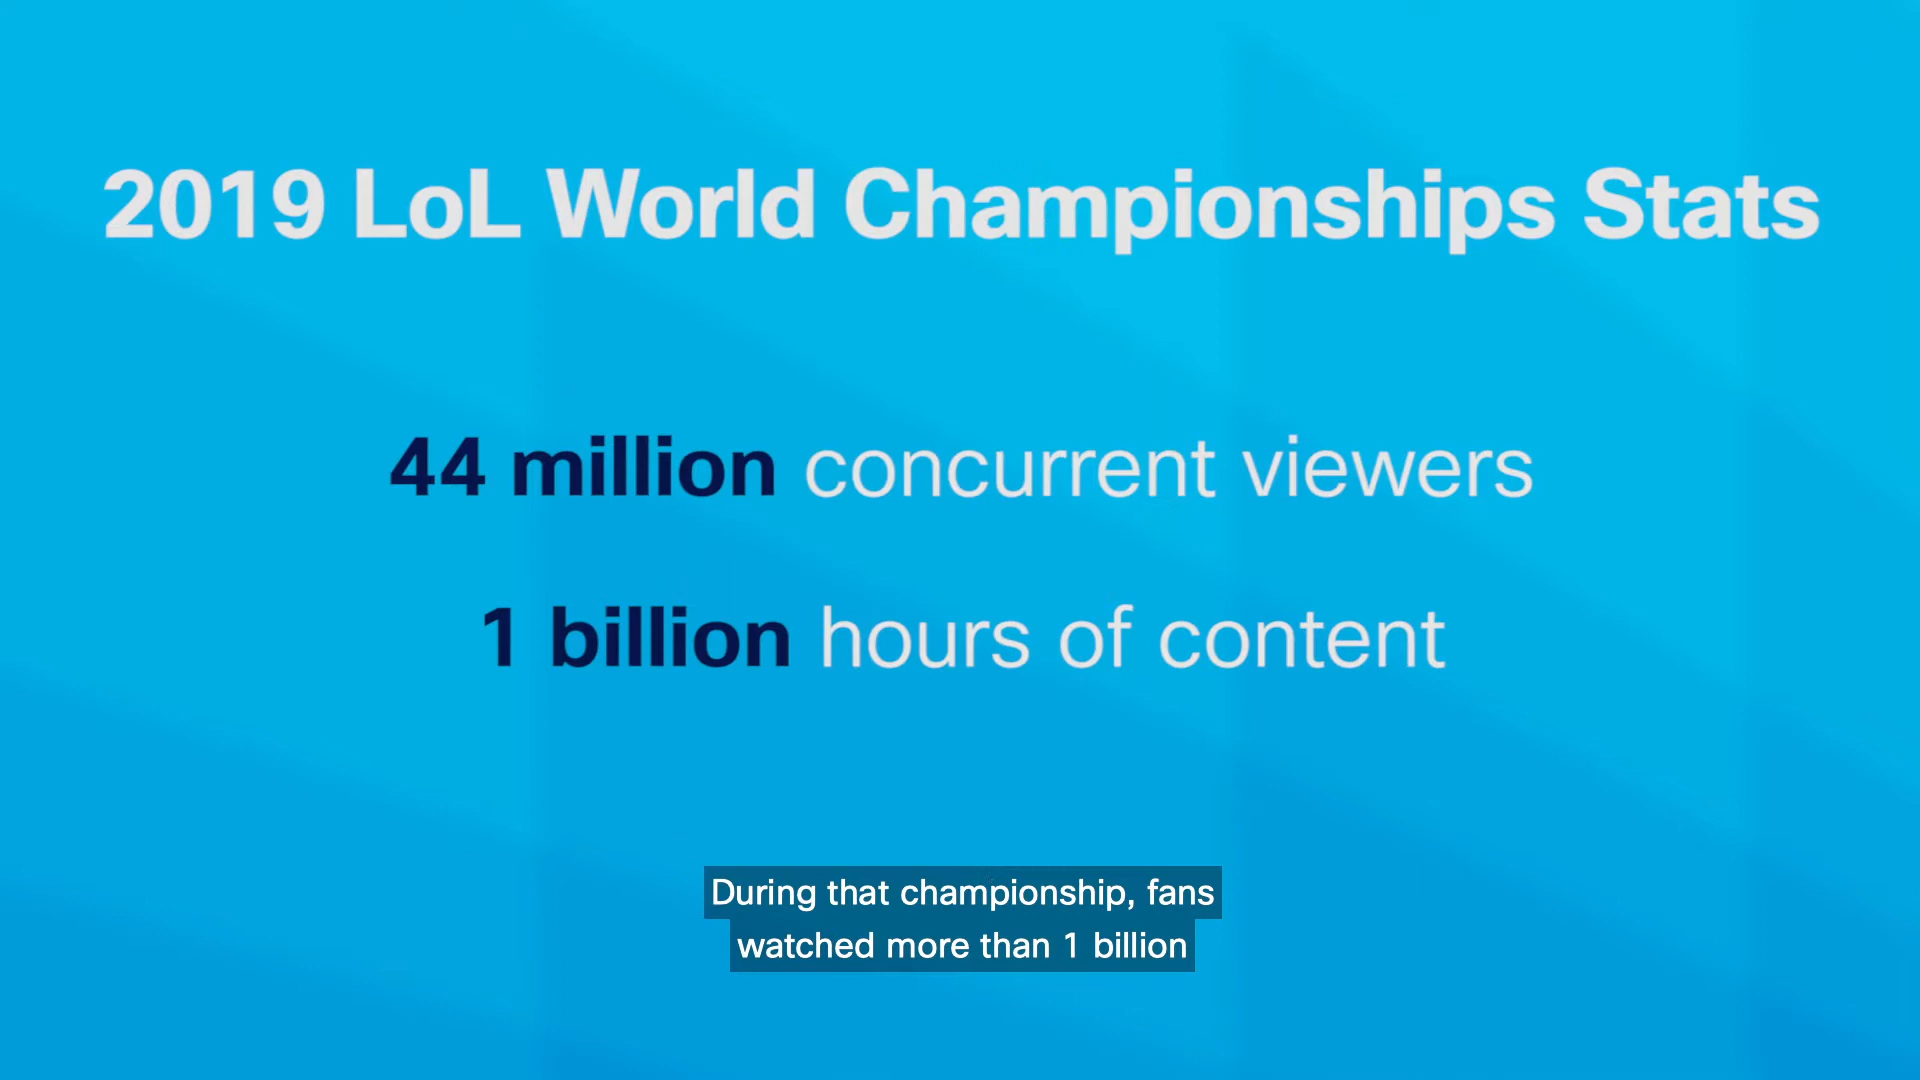 2019 LoL World Championships Stats
44 million concurrent viewers
1 billion hours of content
During that championship, fans
watched more than 1 billion